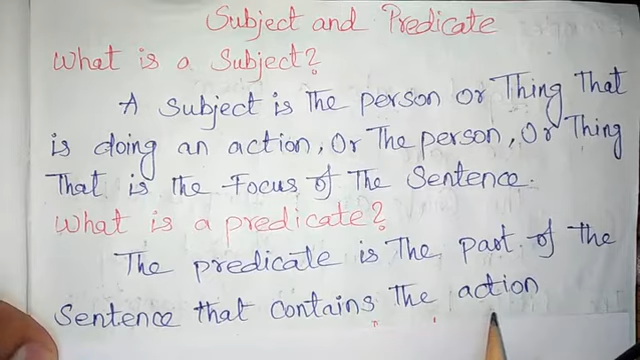 Subject and Predicate
What is a Subject?
A Subject is The person or Thing That
is doing an action, Or The person, Or Thing
That is the Focus of The Sentence.
What is a predicate?
The predicate is The part of the
Sentence that Contains The action